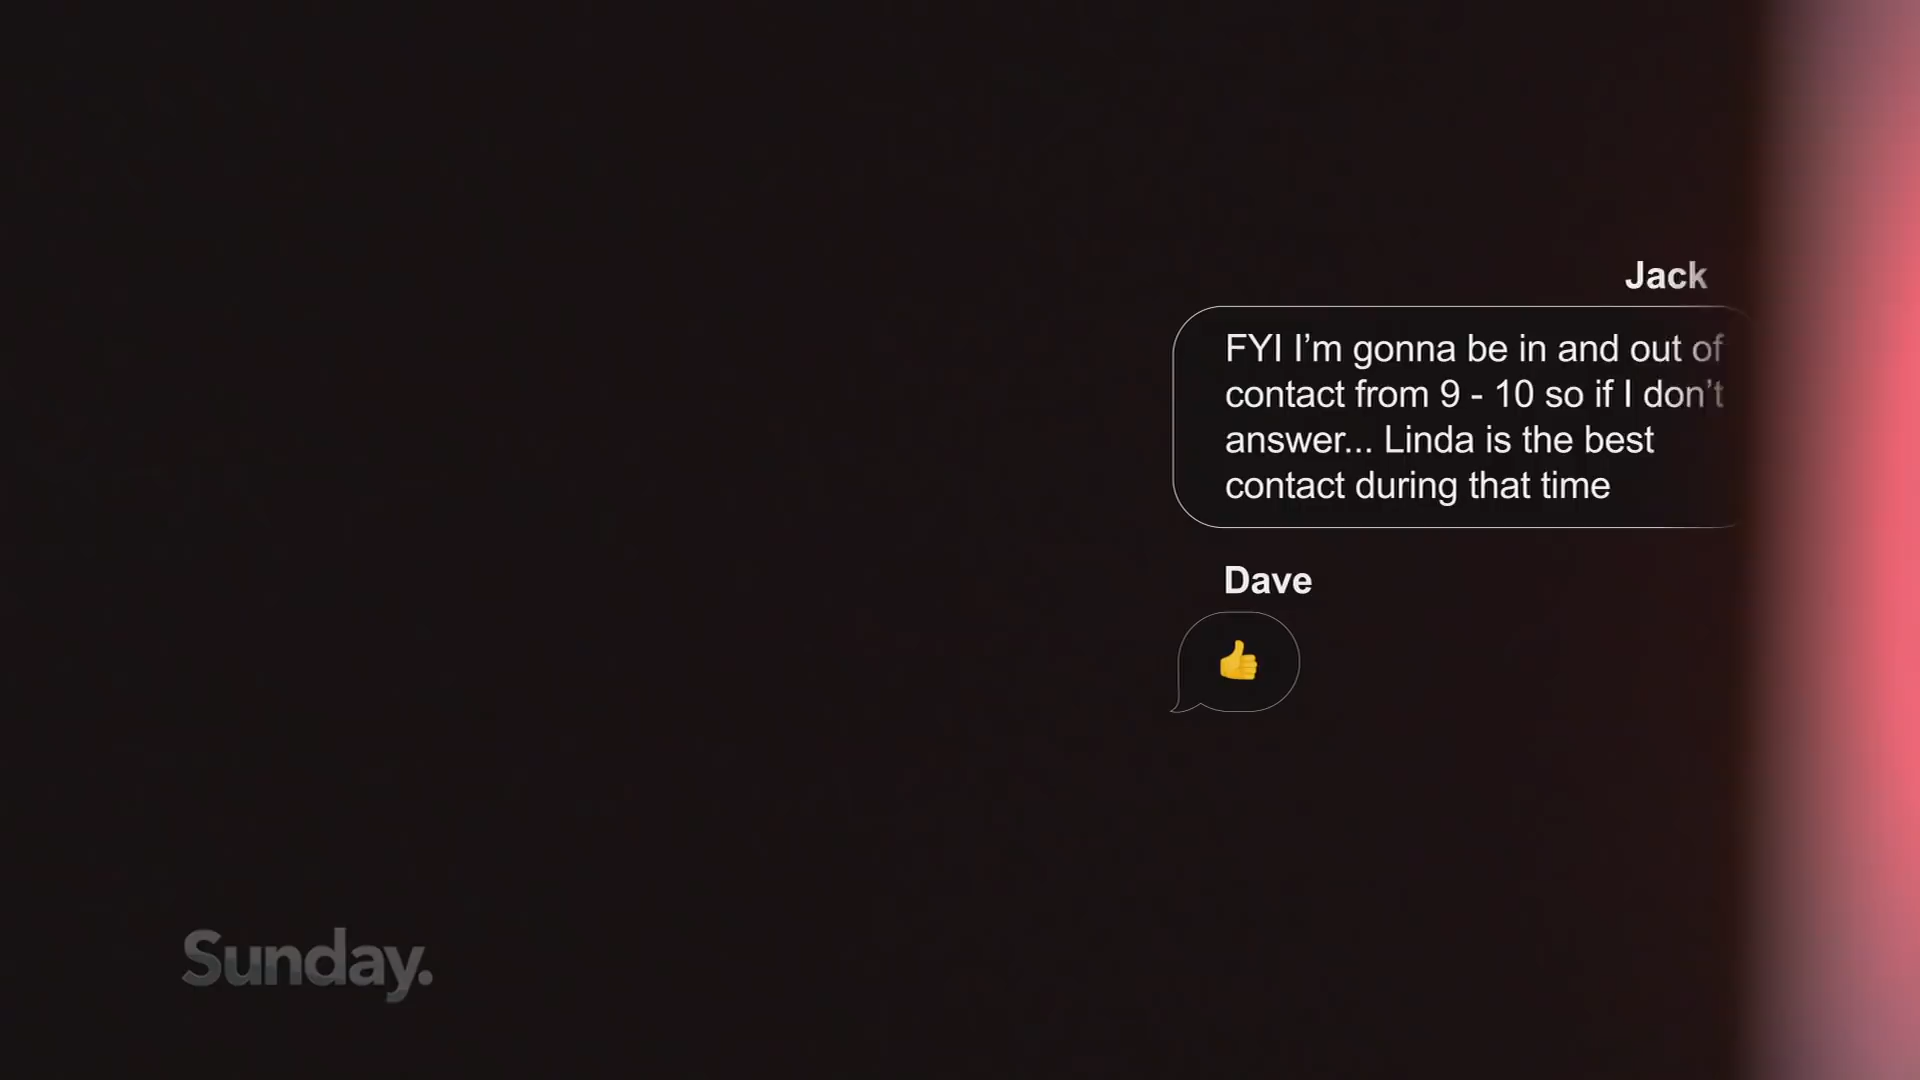 Jack
FYI I’m gonna be in and out of
contact from 9 - 10 so if I don’t
answer... Linda is the best
contact during that time
Dave
👍
Sunday.